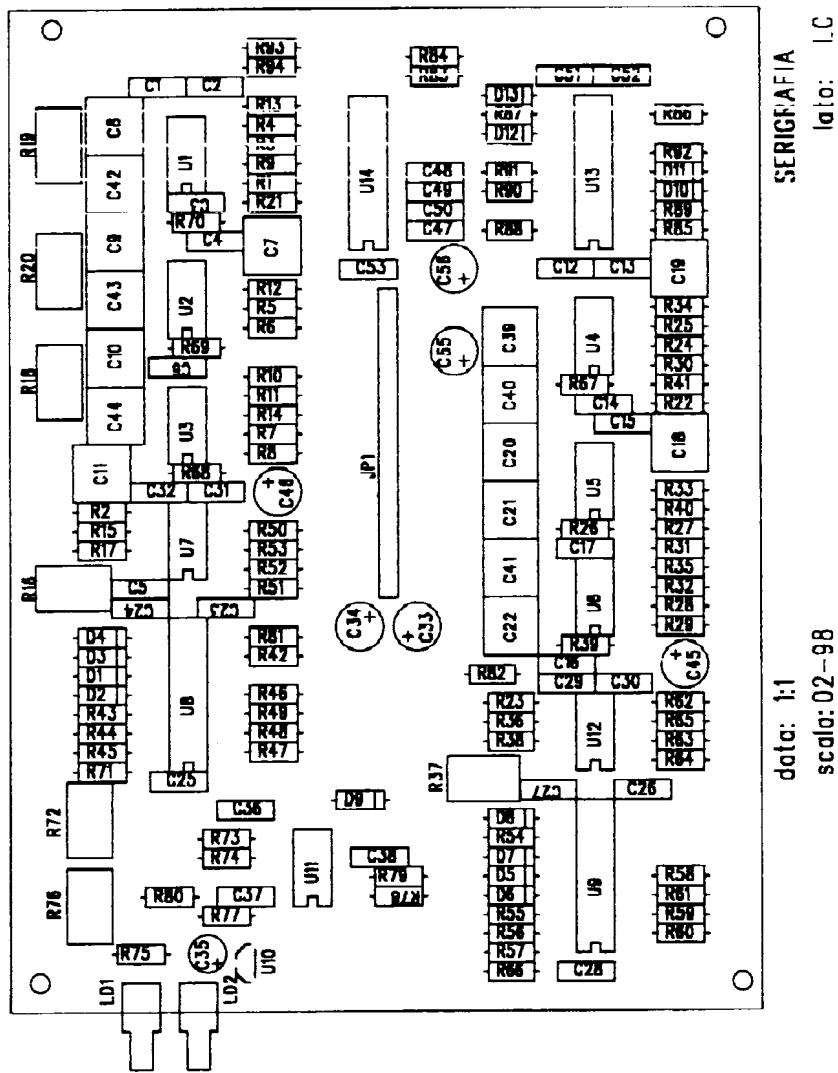 R93
R94
R84
R83
C1 C2
C51 C52
R19
C8
U1
R13
R4
R3
R9
R1
R21
U14
D13
R87
D12
U13
R86
C42
C3
R70
C48
C49
C50
C47
R91
R90
R88
R92
D11
D10
R89
R85
R20
C9
C4
C7
C53
C56
C12 C13
C19
C43
U2
R12
R5
R6
R69
C6
C55
C39
U4
R34
R25
R24
R30
R41
R22
R18
C10
R10
R11
R14
R7
R8
C40
R67
C14
C15
C44
U3
JP1
C20
C18
C11
R68
C32 C31
C46
C21
U5
R33
R40
R27
R31
R35
R32
R28
R29
R2
R15
R17
U7
R50
R53
R52
R51
R26
C17
C41
R16
C5
C24 C23
C34
C33
C22
U6
R39
D4
D3
D1
D2
R43
R44
R45
R71
U8
R81
R42
R82
C16
C29 C30
C45
R46
R49
R48
R47
R23
R36
R38
U12
R62
R65
R63
R64
C25
R37
C27
C26
R72
C36
D9
D8
R54
D7
D5
D6
R55
R56
R57
R66
U9
R73
R74
U11
C38
R79
R78
R58
R61
R59
R60
R76
R80
C37
R77
R75
C35
U10
C28
LD1
LD2
SERIGRAFIA
lato: I.C
data: 1:1
scala: 02-98